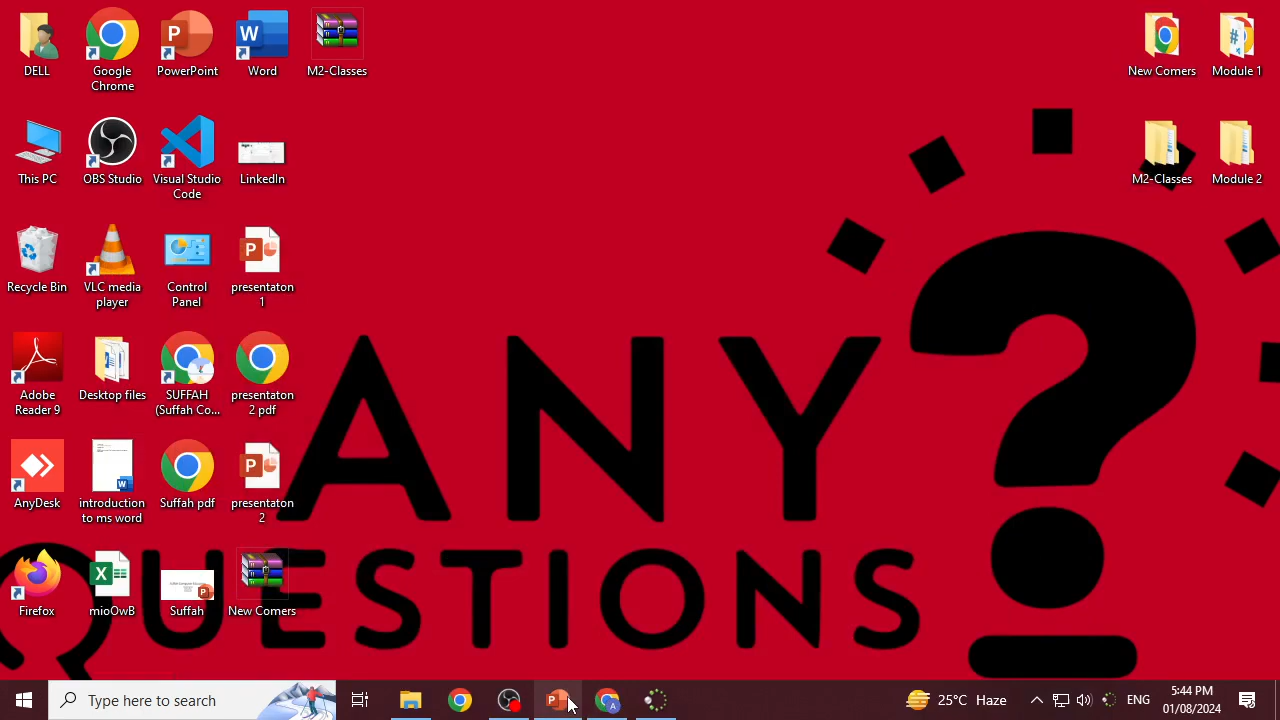 DELL
Google
Chrome
PowerPoint
Word
M2-Classes
New Comers
Module 1
This PC
OBS Studio
Visual Studio
Code
LinkedIn
M2-Classes
Module 2
Recycle Bin
VLC media
player
Control
Panel
presentaton
1
Adobe
Reader 9
Desktop files
SUFFAH
(Suffah Co...
presentaton
2 pdf
AnyDesk
introduction
to ms word
Suffah pdf
presentaton
2
Firefox
mioOwB
Suffah
New Comers
ANY
QUESTIONS
Type here to search
25°C Haze
ENG
5:44 PM
01/08/2024